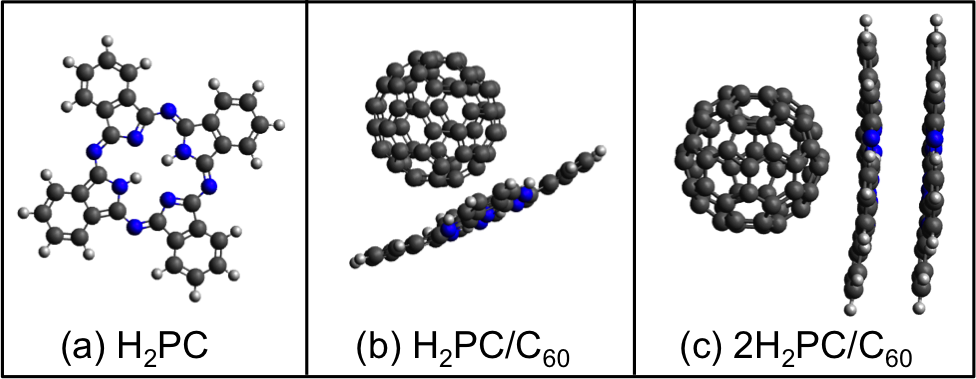 (a) H₂PC
(b) H₂PC/C₆₀
(c) 2H₂PC/C₆₀